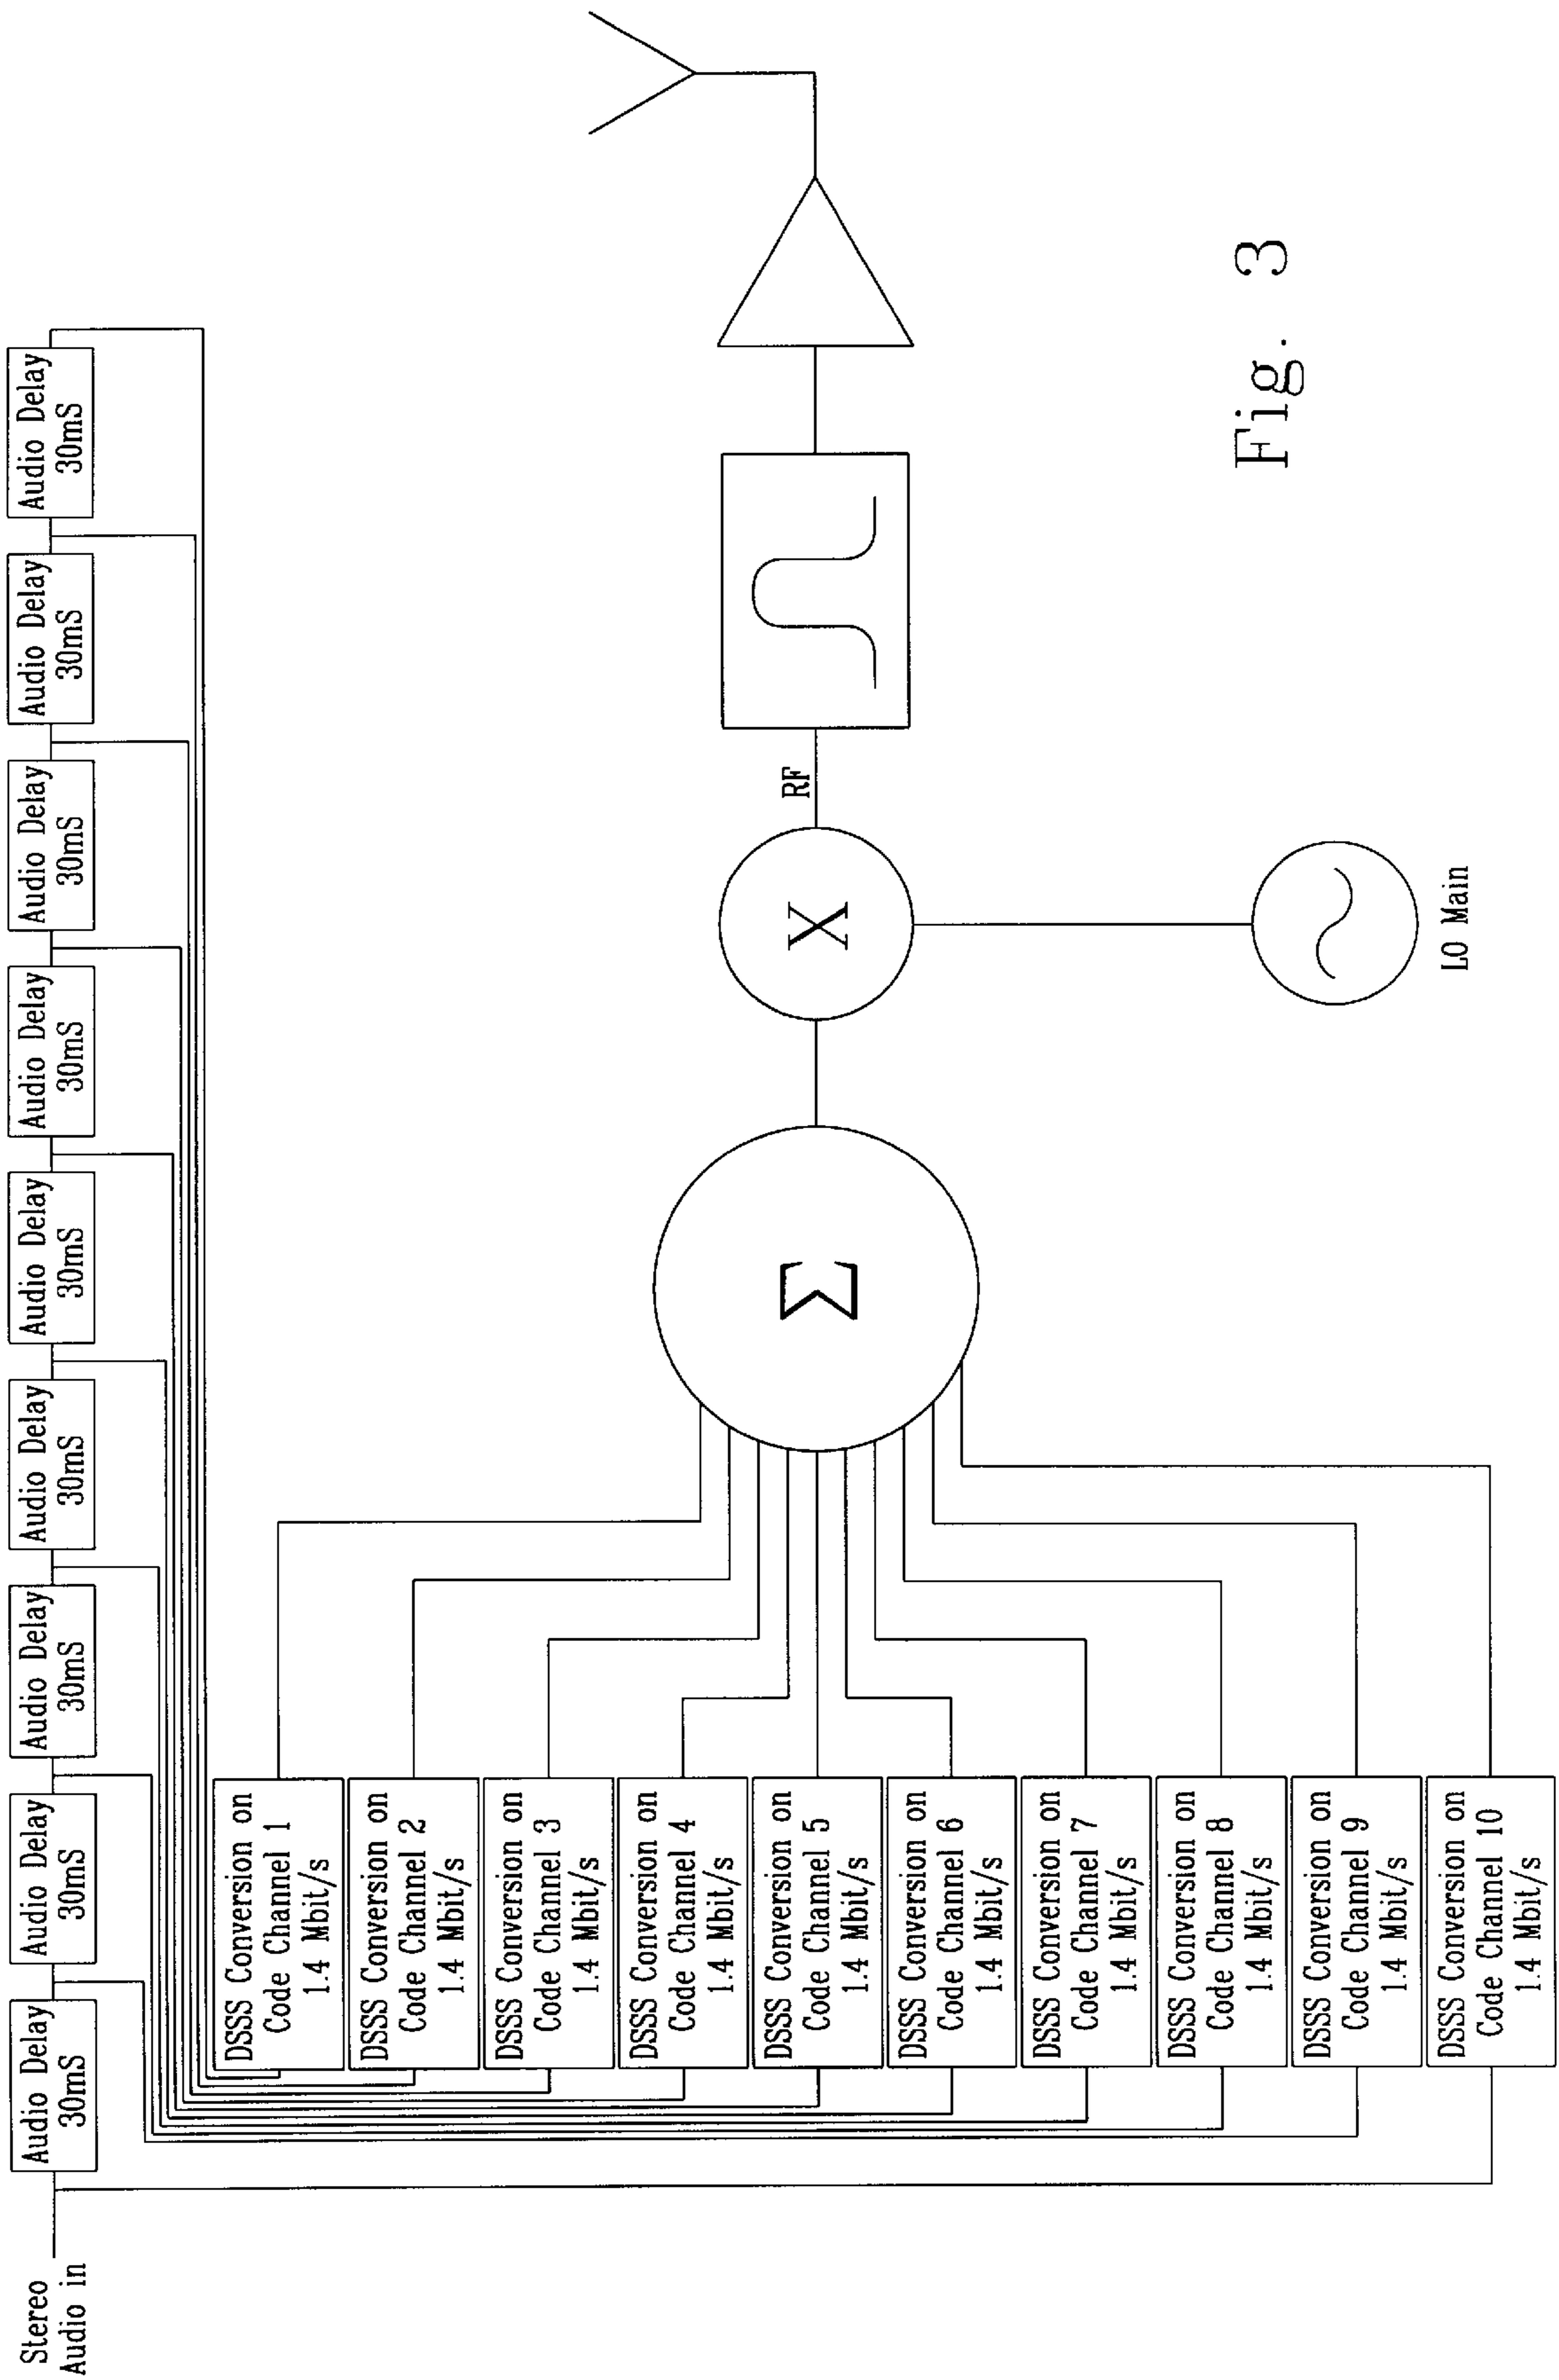 Stereo
Audio in
Audio Delay
30mS
Audio Delay
30mS
Audio Delay
30mS
Audio Delay
30mS
Audio Delay
30mS
Audio Delay
30mS
Audio Delay
30mS
Audio Delay
30mS
Audio Delay
30mS
DSSS Conversion on
Code Channel 1
1.4 Mbit/s
DSSS Conversion on
Code Channel 2
1.4 Mbit/s
DSSS Conversion on
Code Channel 3
1.4 Mbit/s
DSSS Conversion on
Code Channel 4
1.4 Mbit/s
DSSS Conversion on
Code Channel 5
1.4 Mbit/s
DSSS Conversion on
Code Channel 6
1.4 Mbit/s
DSSS Conversion on
Code Channel 7
1.4 Mbit/s
DSSS Conversion on
Code Channel 8
1.4 Mbit/s
DSSS Conversion on
Code Channel 9
1.4 Mbit/s
DSSS Conversion on
Code Channel 10
1.4 Mbit/s
Σ
X
RF
LO Main
Fig. 3